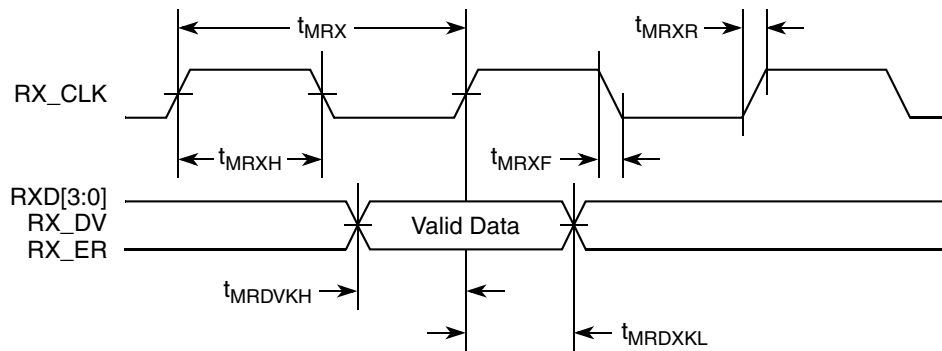 tMRX
tMRXR
RX_CLK
tMRXH
tMRXF
RXD[3:0]
RX_DV
Valid Data
RX_ER
tMRDVKH
tMRDXKL